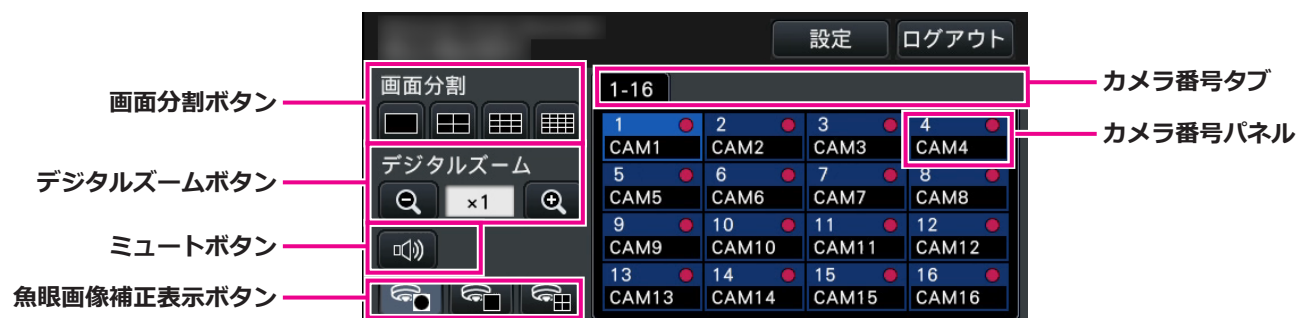 設定 ログアウト
画面分割
1-16
カメラ番号タブ
画面分割ボタン
1 2 3 4
CAM1 CAM2 CAM3 CAM4
カメラ番号パネル
デジタルズーム
デジタルズームボタン
×1
5 6 7 8
CAM5 CAM6 CAM7 CAM8
9 10 11 12
CAM9 CAM10 CAM11 CAM12
ミュートボタン
13 14 15 16
CAM13 CAM14 CAM15 CAM16
魚眼画像補正表示ボタン